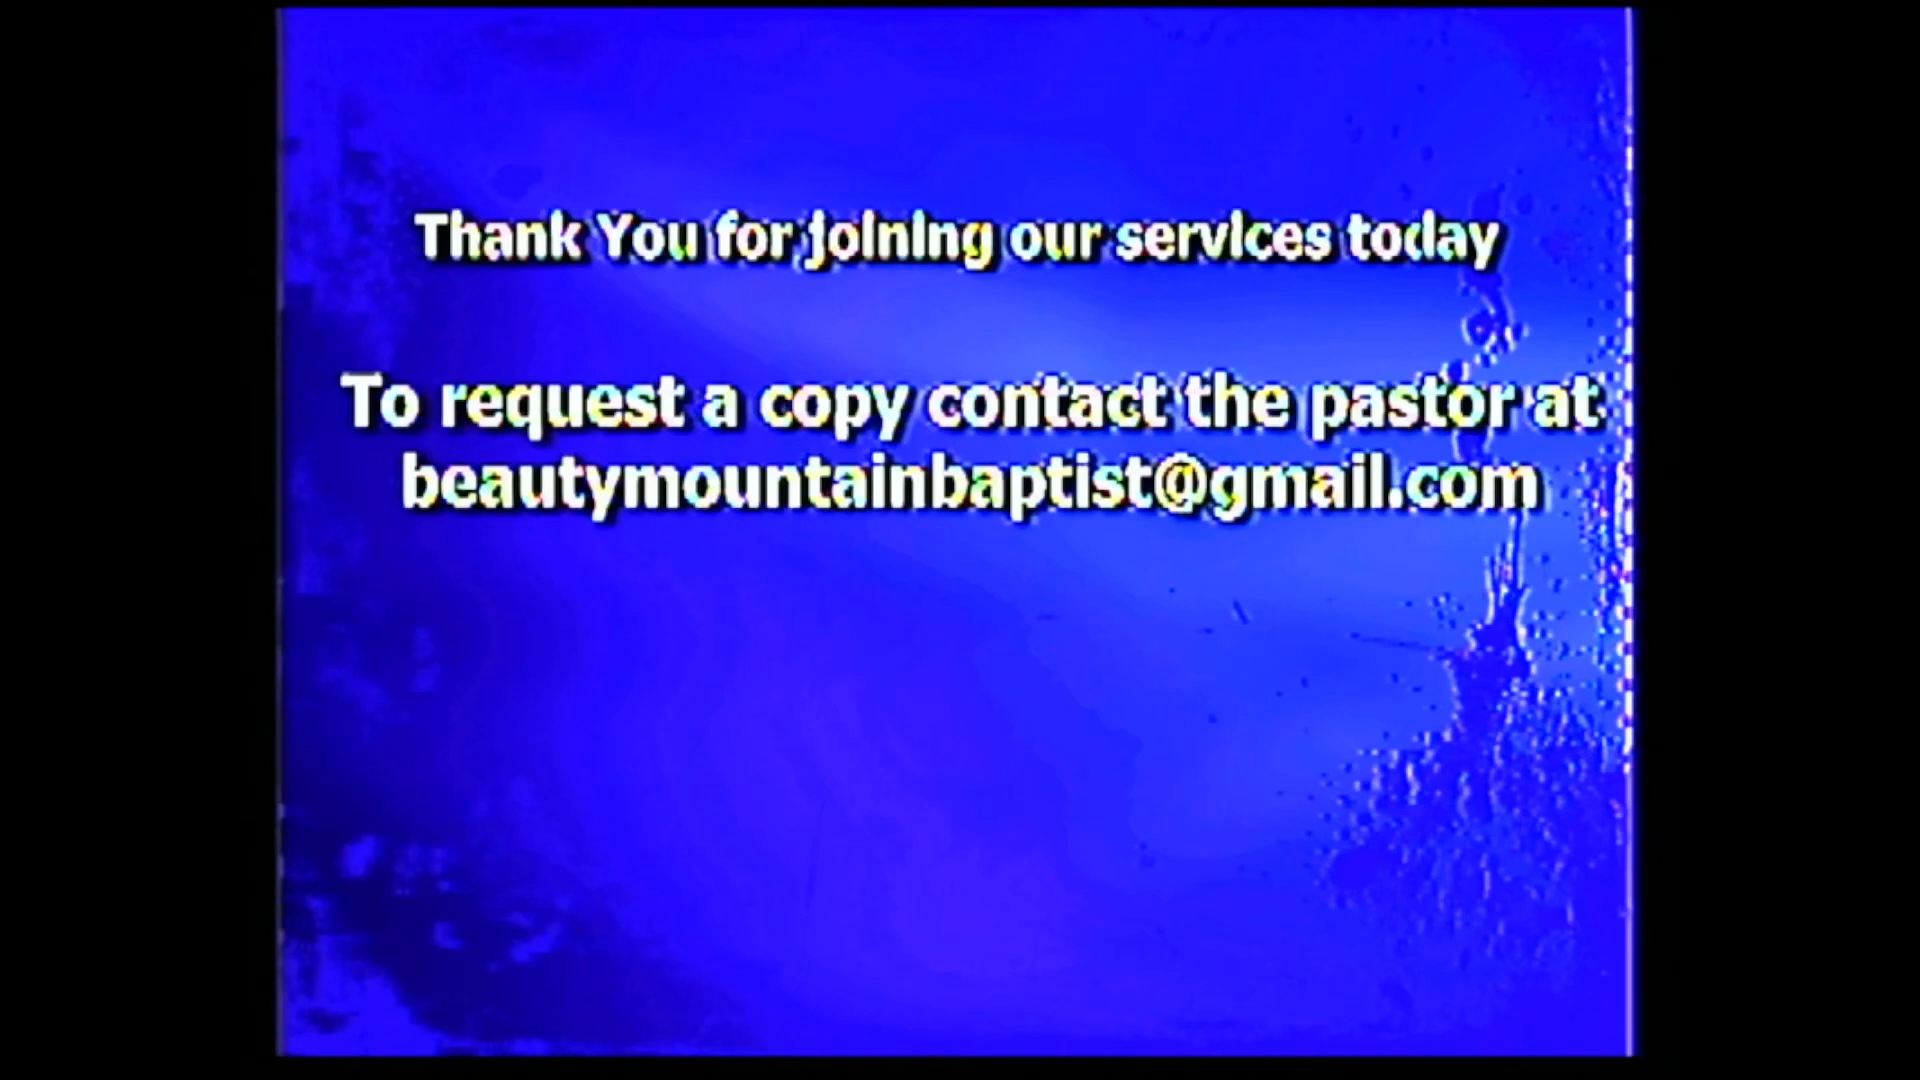 Thank You for joining our services today
To request a copy contact the pastor at
beautymountainbaptist@gmail.com